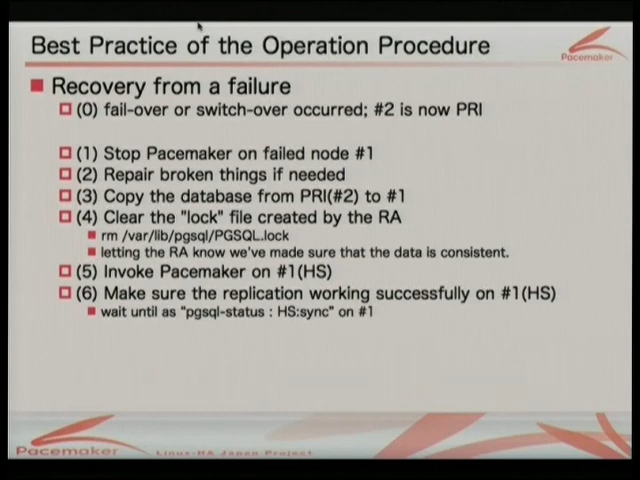 Best Practice of the Operation Procedure
Pacemaker
Recovery from a failure
(0) fail-over or switch-over occurred; #2 is now PRI
(1) Stop Pacemaker on failed node #1
(2) Repair broken things if needed
(3) Copy the database from PRI(#2) to #1
(4) Clear the "lock" file created by the RA
rm /var/lib/pgsql/PGSQL.lock
letting the RA know we've made sure that the data is consistent.
(5) Invoke Pacemaker on #1(HS)
(6) Make sure the replication working successfully on #1(HS)
wait until as "pgsql-status : HS:sync" on #1
Pacemaker
Linux-HA Japan Project